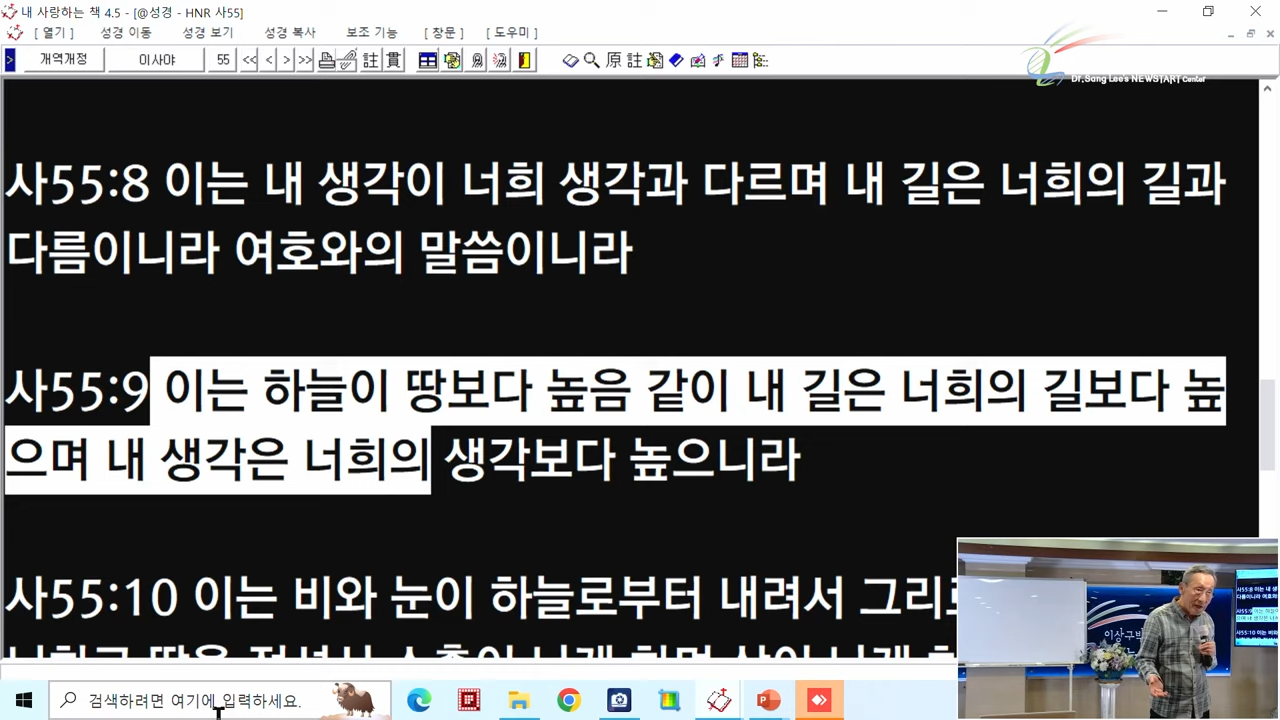 내 사랑하는 책 4.5 - [@성경 - HNR 사55]
[ 열기 ] 성경 이동 성경 보기 성경 복사 보조 기능 [ 창문 ] [ 도우미 ]
> 개역개정 이사야 55 << < > >> 註 貫 原 註
Dr.Sang Lee's NEWSTART Center
사55:8 이는 내 생각이 너희 생각과 다르며 내 길은 너희의 길과
다름이니라 여호와의 말씀이니라
사55:9 이는 하늘이 땅보다 높음 같이 내 길은 너희의 길보다 높
으며 내 생각은 너희의 생각보다 높으니라
사55:10 이는 비와 눈이 하늘로부터 내려서
이상구
검색하려면 여기에 입력하세요.